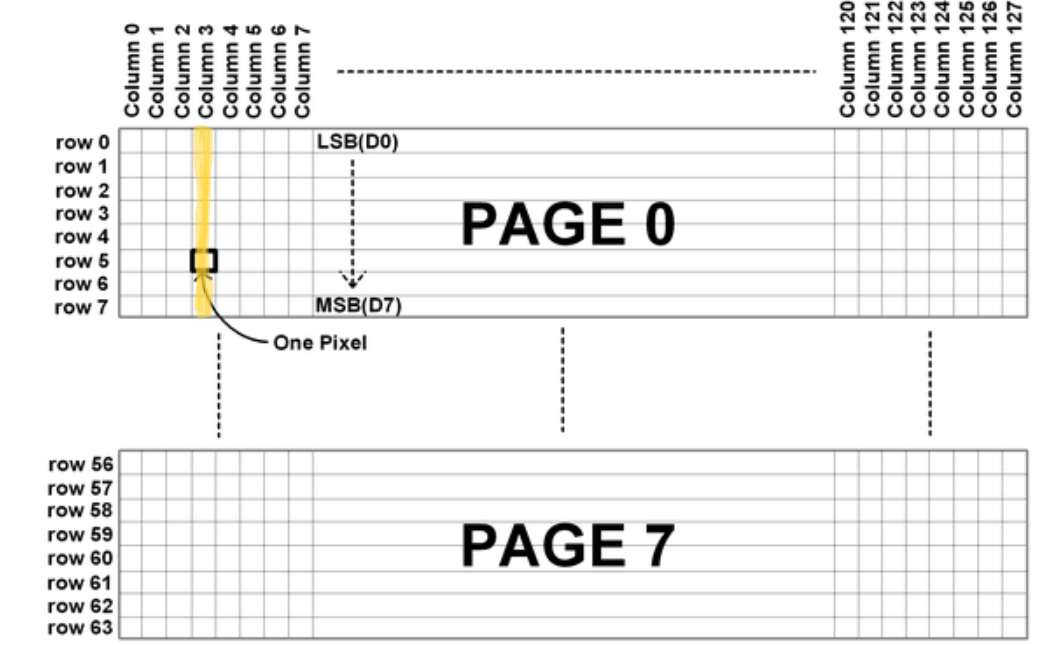 Column 0
Column 1
Column 2
Column 3
Column 4
Column 5
Column 6
Column 7
Column 120
Column 121
Column 122
Column 123
Column 124
Column 125
Column 126
Column 127
row 0
LSB(D0)
row 1
row 2
row 3
PAGE 0
row 4
row 5
row 6
row 7
MSB(D7)
One Pixel
row 56
row 57
row 58
row 59
PAGE 7
row 60
row 61
row 62
row 63